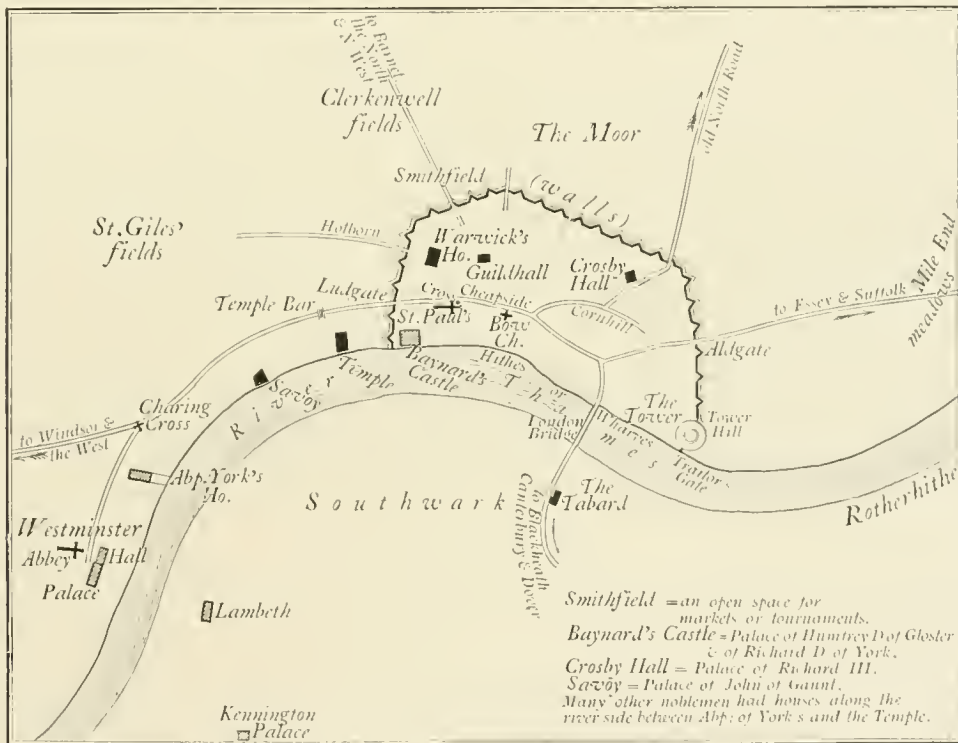 to Barnet
the North
& N. West
Clerkenwell
fields
The Moor
old North Road
Smithfield
(walls)
St. Giles'
fields
Holborn
Warwick's
Ho.
Guildhall
Crosby
Hall
Mile End
meadows
to Essex & Suffolk
Temple Bar
Ludgate
Cross
Cheapside
St. Paul's
Bow
Ch.
Cornhill
Aldgate
Hithes
or
Wharves
Baynard's
Castle
Temple
Savoy
River
Thames
London
Bridge
The
Tower
Tower
Hill
Traitor
Gate
Charing
Cross
to Windsor &
the West
Abp. York's
Ho.
Southwark
The
Tabard
Rotherhithe
to Blackheath
Canterbury & Dover
Westminster
Abbey
Hall
Palace
Lambeth
Kennington
Palace
Smithfield = an open space for
markets or tournaments.
Baynard's Castle = Palace of Humfrey D of Gloster
& of Richard D of York.
Crosby Hall = Palace of Richard III.
Savoy = Palace of John of Gaunt.
Many other noblemen had houses along the
river side between Abp: of York's and the Temple.